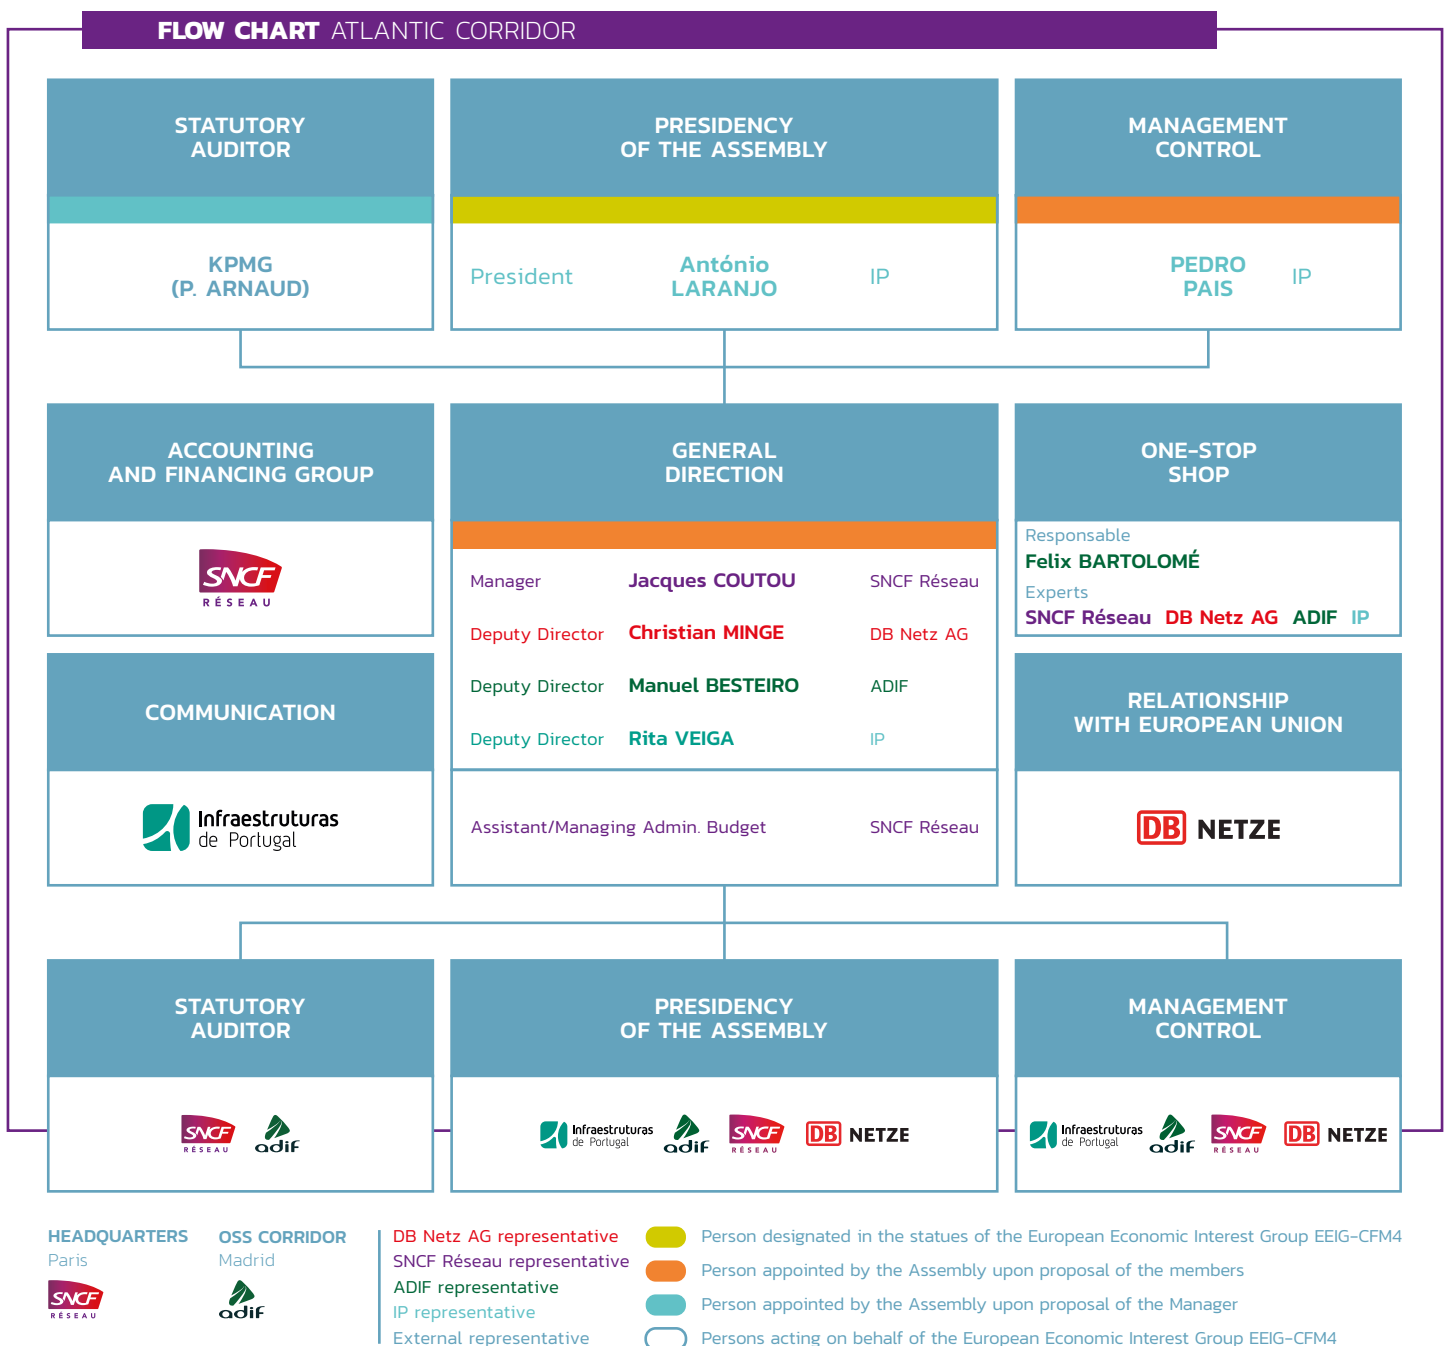 FLOW CHART ATLANTIC CORRIDOR
STATUTORY
AUDITOR
KPMG
(P. ARNAUD)
PRESIDENCY
OF THE ASSEMBLY
President António LARANJO IP
MANAGEMENT
CONTROL
PEDRO PAIS IP
ACCOUNTING
AND FINANCING GROUP
SNCF
RÉSEAU
GENERAL
DIRECTION
Manager Jacques COUTOU SNCF Réseau
Deputy Director Christian MINGE DB Netz AG
Deputy Director Manuel BESTEIRO ADIF
Deputy Director Rita VEIGA IP
Assistant/Managing Admin. Budget SNCF Réseau
ONE-STOP
SHOP
Responsable
Felix BARTOLOMÉ
Experts
SNCF Réseau DB Netz AG ADIF IP
COMMUNICATION
Infraestruturas
de Portugal
RELATIONSHIP
WITH EUROPEAN UNION
DB NETZE
STATUTORY
AUDITOR
SNCF
RÉSEAU
adif
PRESIDENCY
OF THE ASSEMBLY
Infraestruturas
de Portugal
adif
SNCF
RÉSEAU
DB NETZE
MANAGEMENT
CONTROL
Infraestruturas
de Portugal
adif
SNCF
RÉSEAU
DB NETZE
HEADQUARTERS
Paris
SNCF
RÉSEAU
OSS CORRIDOR
Madrid
adif
DB Netz AG representative
SNCF Réseau representative
ADIF representative
IP representative
External representative
Person designated in the statues of the European Economic Interest Group EEIG-CFM4
Person appointed by the Assembly upon proposal of the members
Person appointed by the Assembly upon proposal of the Manager
Persons acting on behalf of the European Economic Interest Group EEIG-CFM4